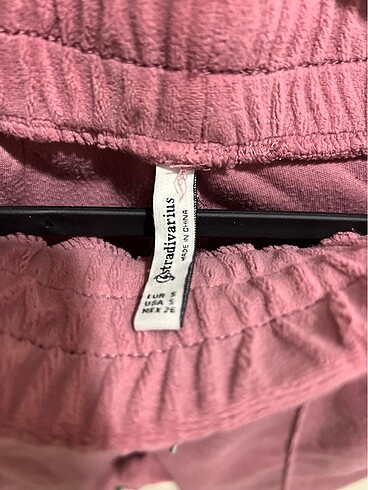 Stradivarius
MADE IN CHINA
EUR S
USA S
MEX 26